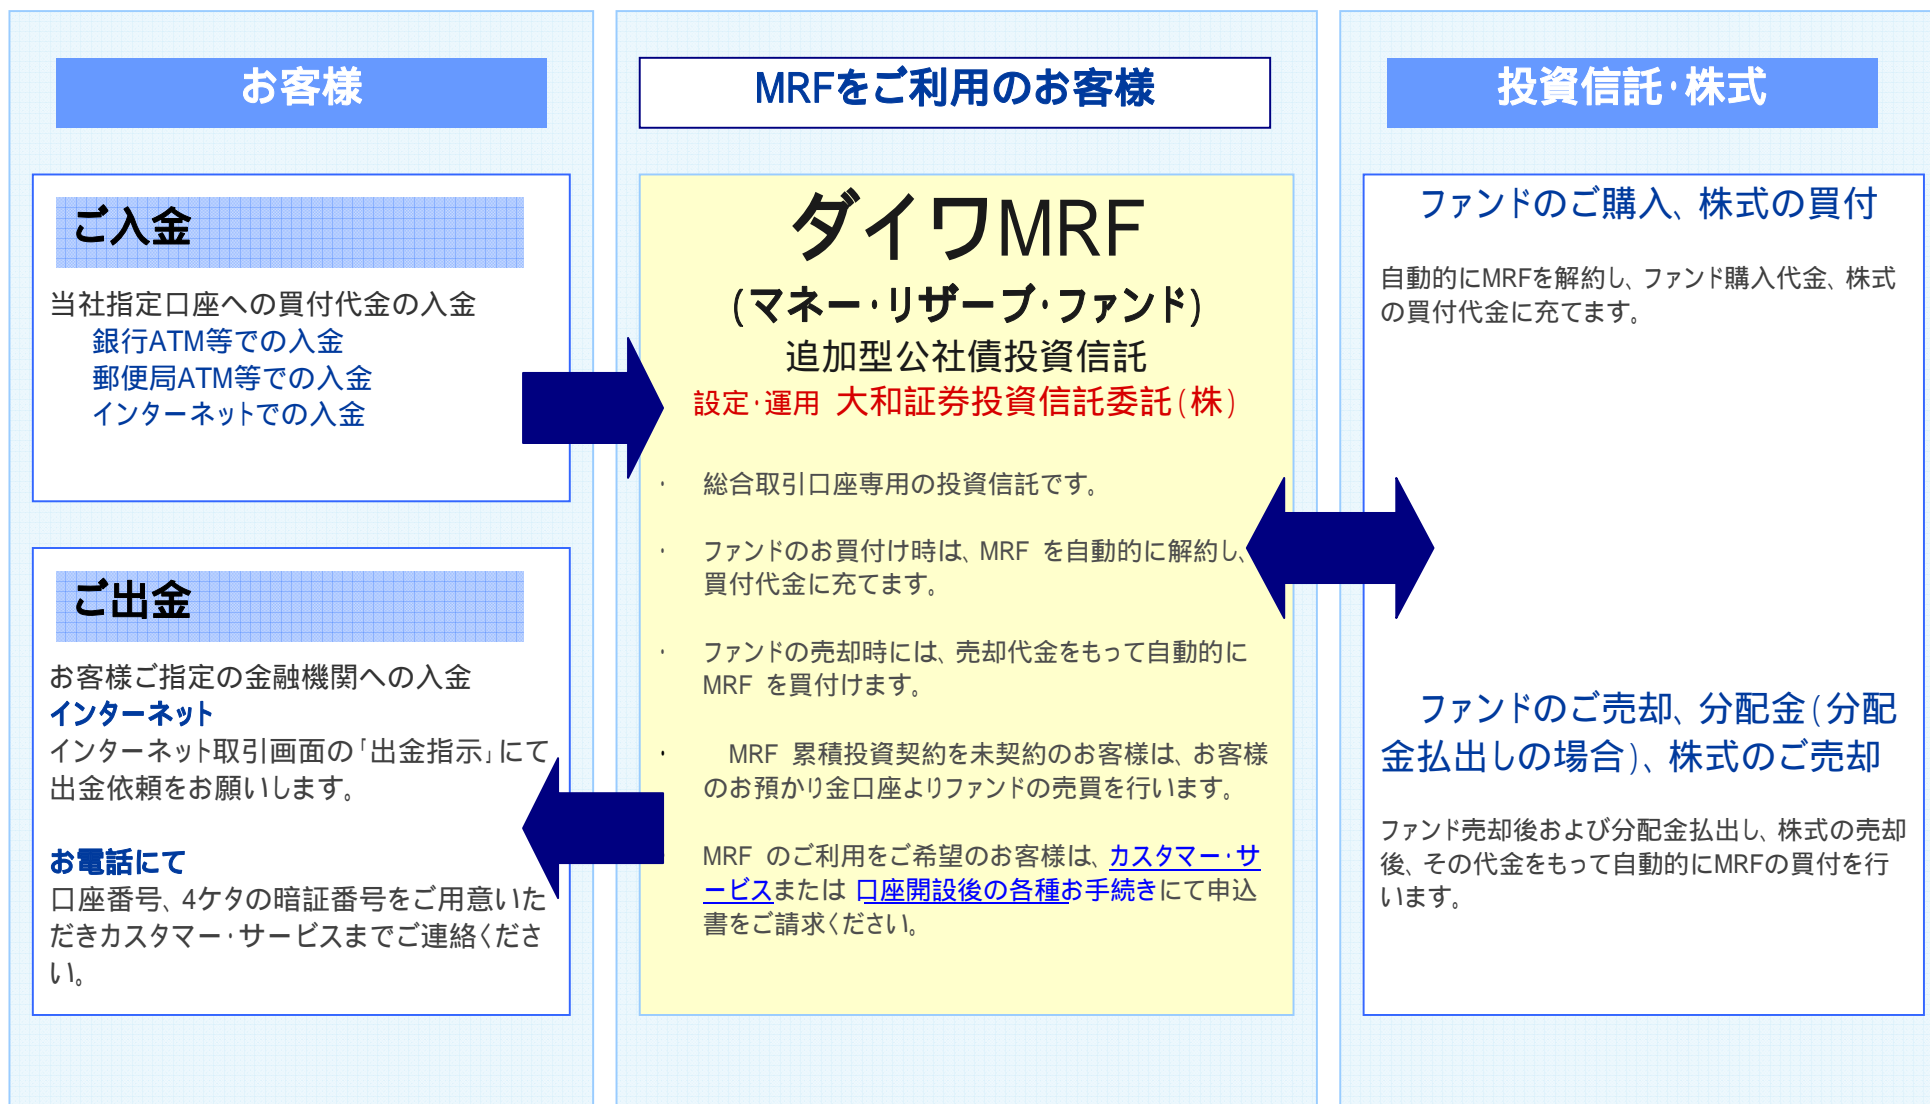 お客様
ご入金
当社指定口座への買付代金の入金
銀行ATM等での入金
郵便局ATM等での入金
インターネットでの入金
ご出金
お客様ご指定の金融機関への入金
インターネット
インターネット取引画面の「出金指示」にて
出金依頼をお願いします。
お電話にて
口座番号、4ケタの暗証番号をご用意いた
だきカスタマー・サービスまでご連絡くださ
い。
MRFをご利用のお客様
ダイワMRF
(マネー・リザーブ・ファンド)
追加型公社債投資信託
設定・運用 大和証券投資信託委託(株)
・ 総合取引口座専用の投資信託です。
・ ファンドのお買付け時は、MRF を自動的に解約し、
買付代金に充てます。
・ ファンドの売却時には、売却代金をもって自動的に
MRF を買付けます。
・ MRF 累積投資契約を未契約のお客様は、お客様
のお預かり金口座よりファンドの売買を行います。
MRF のご利用をご希望のお客様は、カスタマー・サ
ービスまたは 口座開設後の各種お手続きにて申込
書をご請求ください。
投資信託・株式
ファンドのご購入、株式の買付
自動的にMRFを解約し、ファンド購入代金、株式
の買付代金に充てます。
ファンドのご売却、分配金(分配
金払出しの場合)、株式のご売却
ファンド売却後および分配金払出し、株式の売却
後、その代金をもって自動的にMRFの買付を行
います。